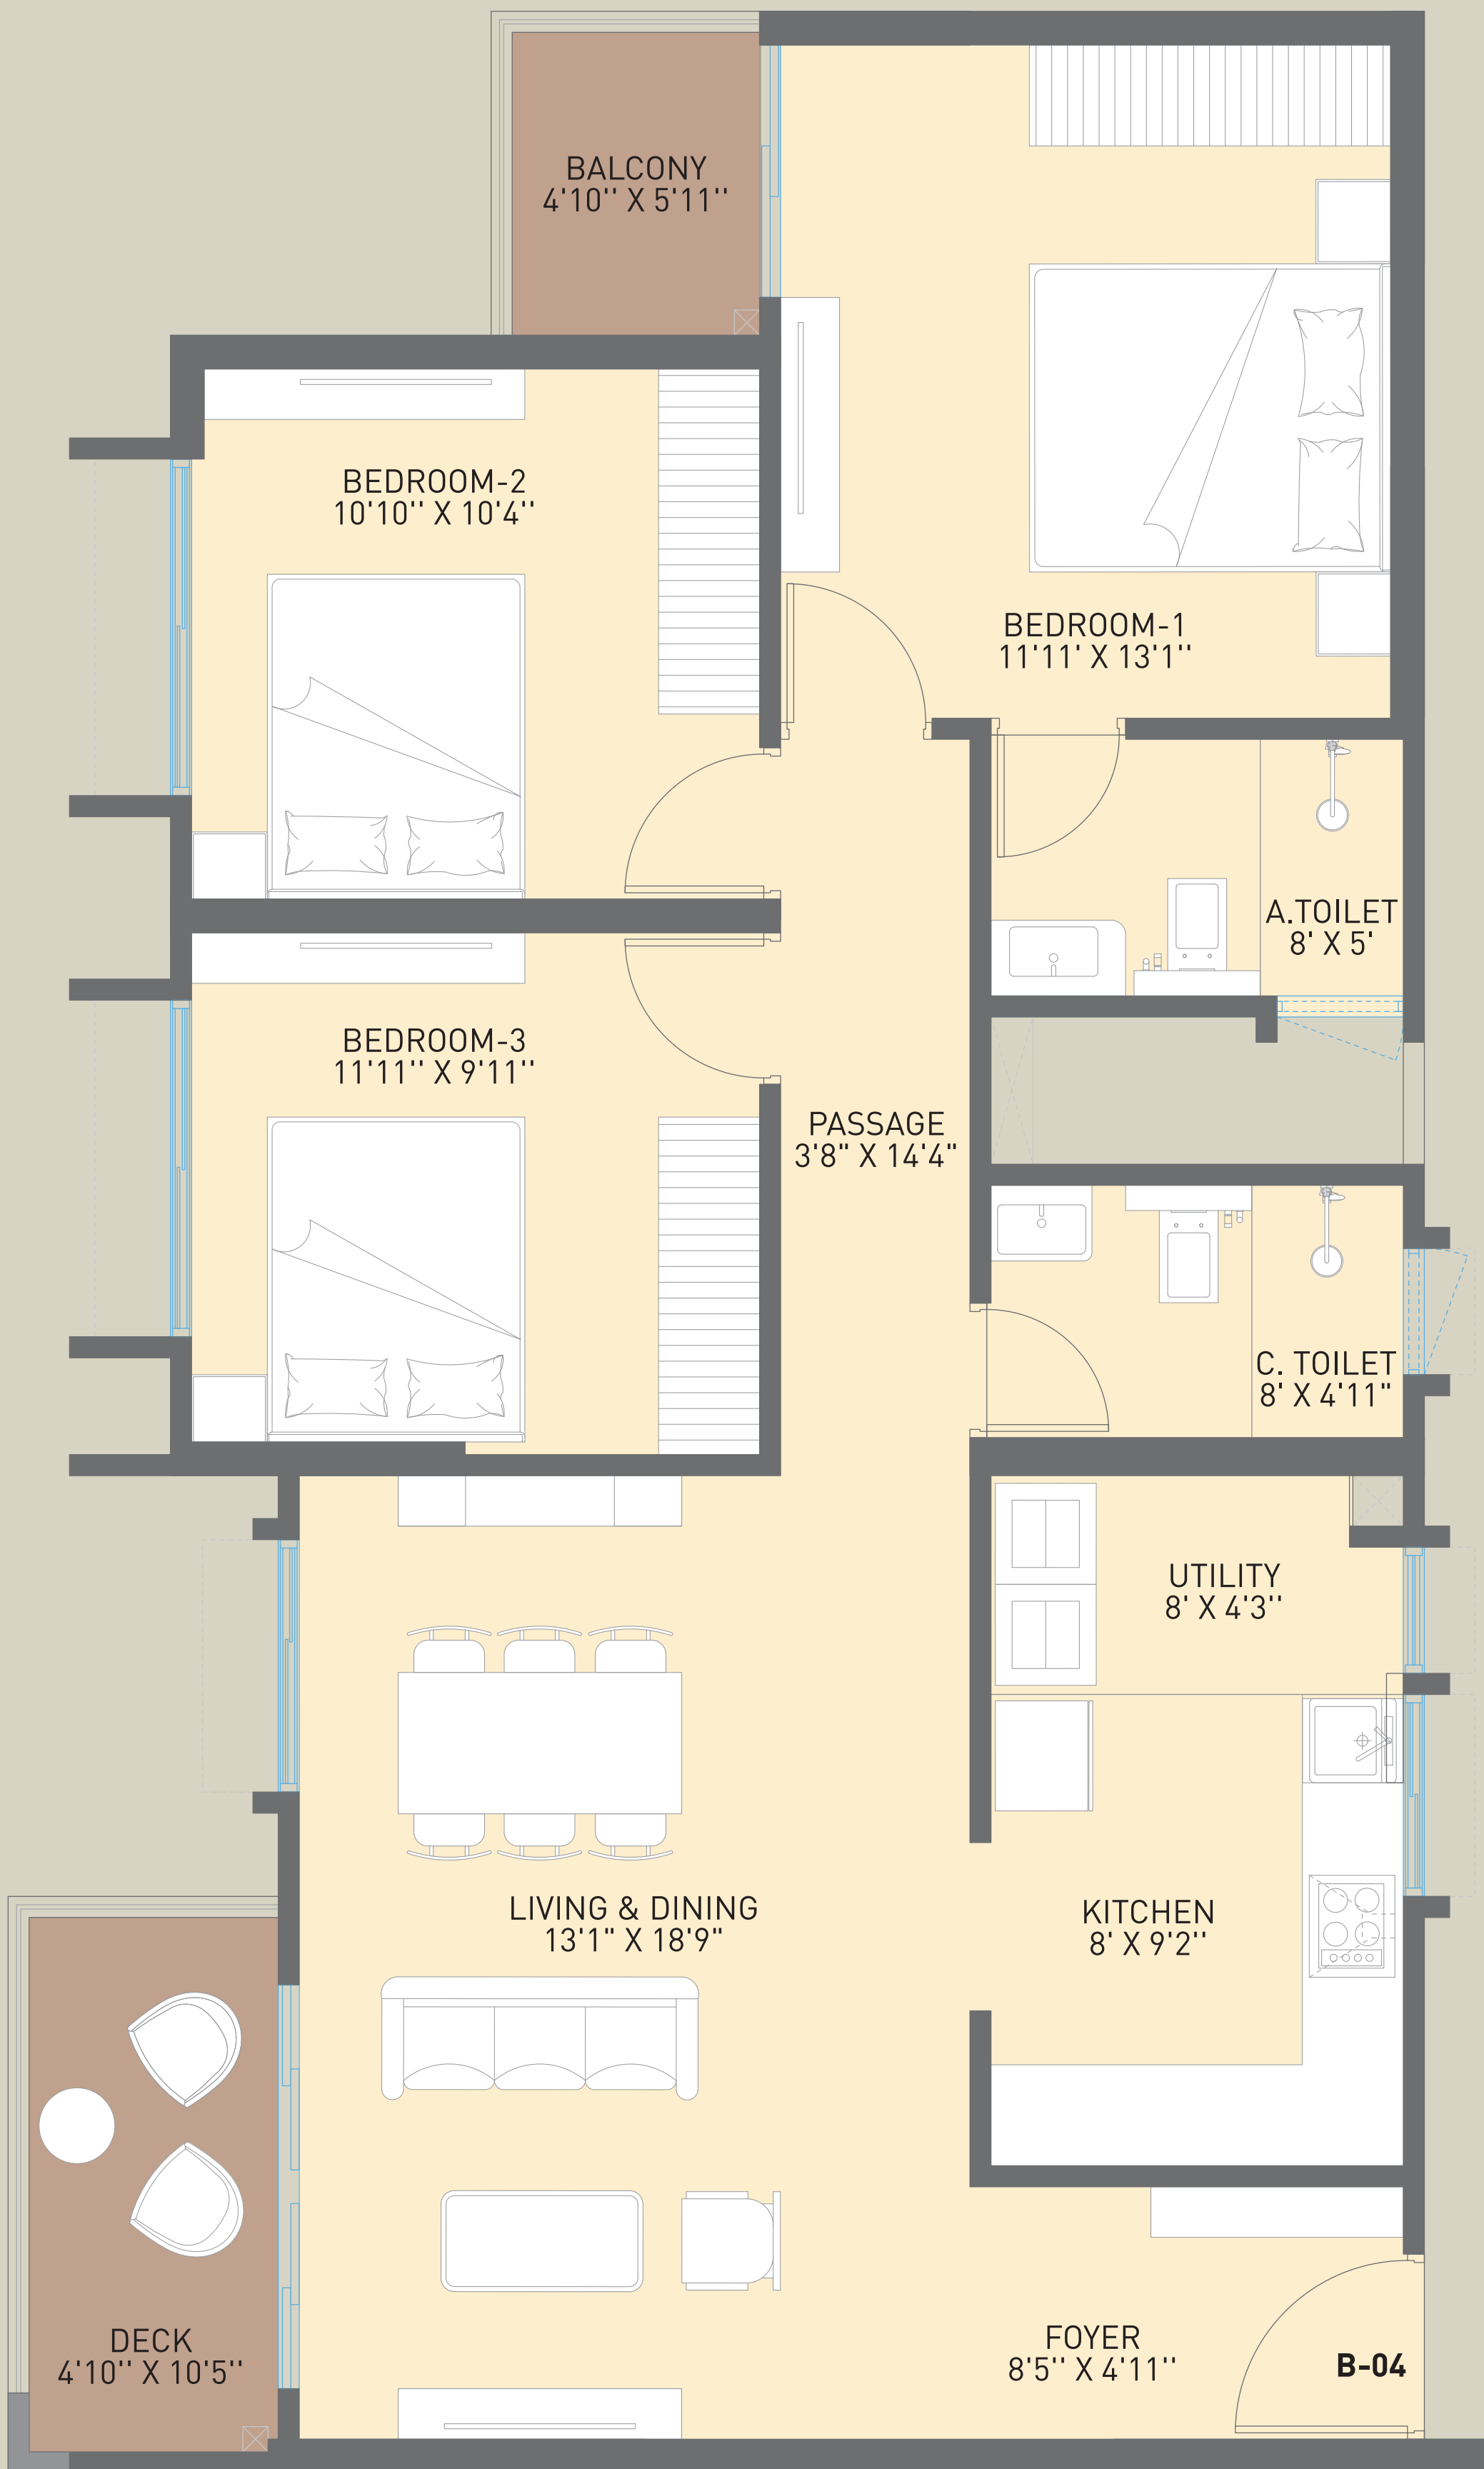 BALCONY
4'10'' X 5'11''
BEDROOM-2
10'10'' X 10'4''
BEDROOM-1
11'11' X 13'1''
A.TOILET
8' X 5'
BEDROOM-3
11'11'' X 9'11''
PASSAGE
3'8" X 14'4"
C. TOILET
8' X 4'11"
UTILITY
8' X 4'3''
LIVING & DINING
13'1" X 18'9"
KITCHEN
8' X 9'2''
DECK
4'10'' X 10'5''
FOYER
8'5'' X 4'11''
B-04